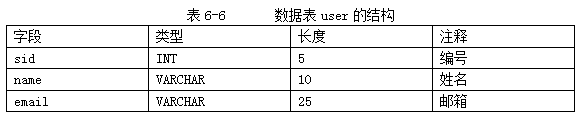 表 6-6 数据表 user 的结构
字段 类型 长度 注释
sid INT 5 编号
name VARCHAR 10 姓名
email VARCHAR 25 邮箱